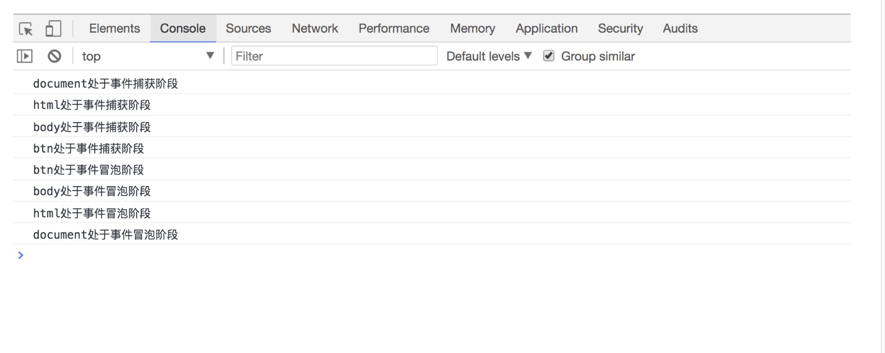 Elements Console Sources Network Performance Memory Application Security Audits
top Filter Default levels Group similar
document处于事件捕获阶段
html处于事件捕获阶段
body处于事件捕获阶段
btn处于事件捕获阶段
btn处于事件冒泡阶段
body处于事件冒泡阶段
html处于事件冒泡阶段
document处于事件冒泡阶段